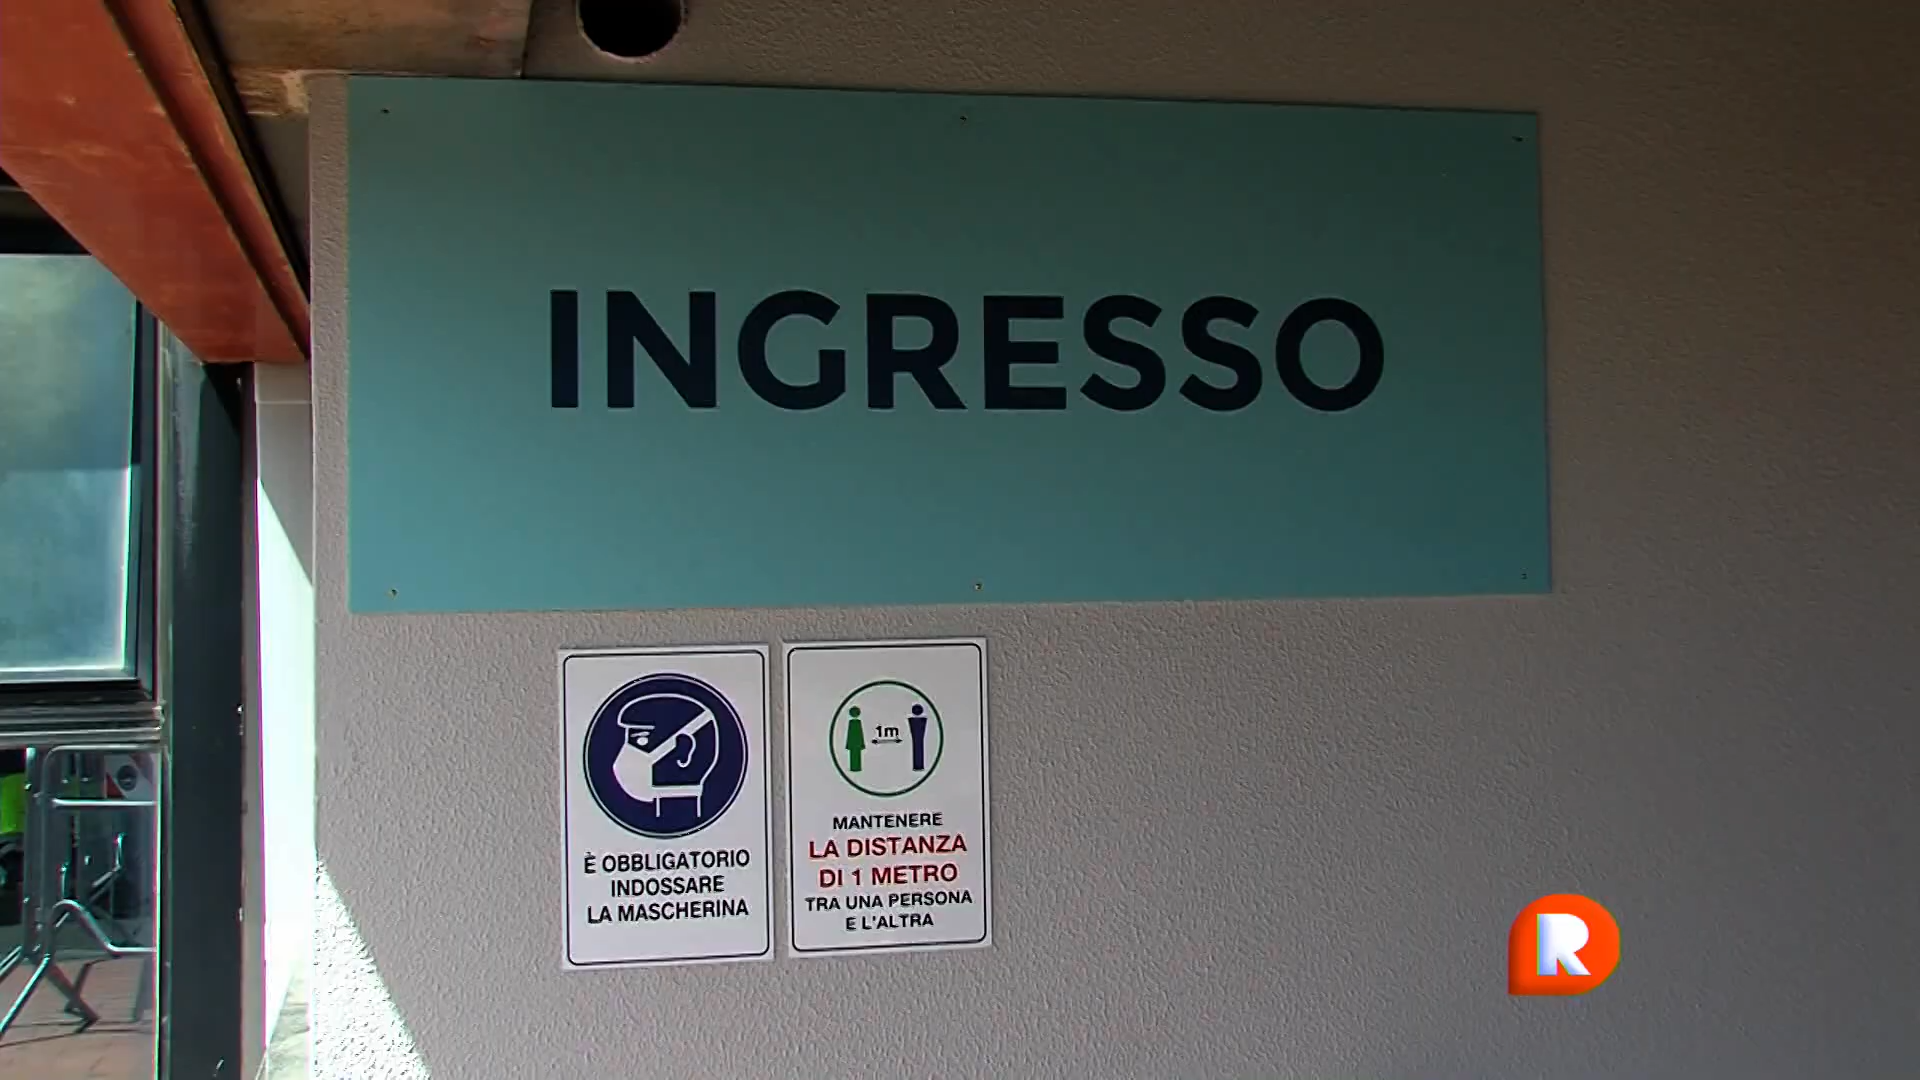 INGRESSO
È OBBLIGATORIO
INDOSSARE
LA MASCHERINA
1m
MANTENERE
LA DISTANZA
DI 1 METRO
TRA UNA PERSONA
E L'ALTRA
R